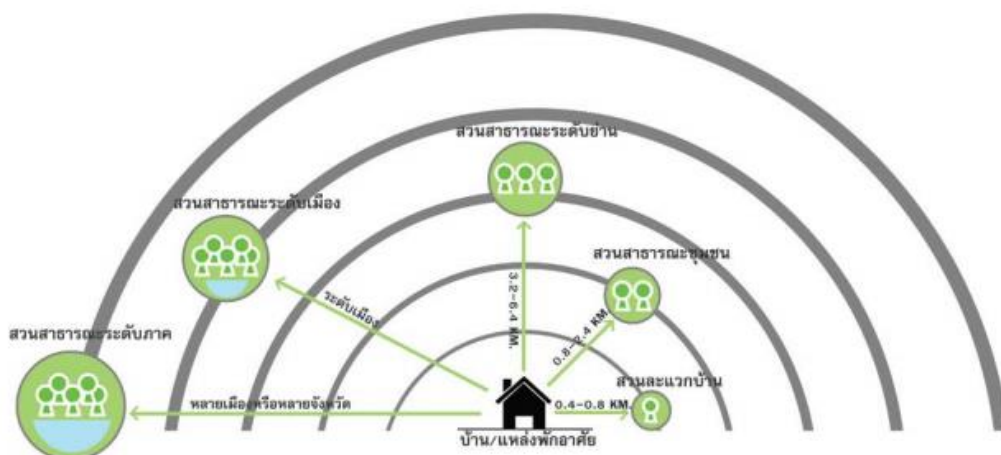 สวนสาธารณะระดับย่าน
สวนสาธารณะระดับเมือง
สวนสาธารณะชุมชน
3.2-6.4 KM.
ระดับเมือง
สวนสาธารณะระดับภาค
0.8-2.4 KM.
สวนละแวกบ้าน
หลายเมืองหรือหลายจังหวัด
0.4-0.8 KM.
บ้าน/แหล่งพักอาศัย